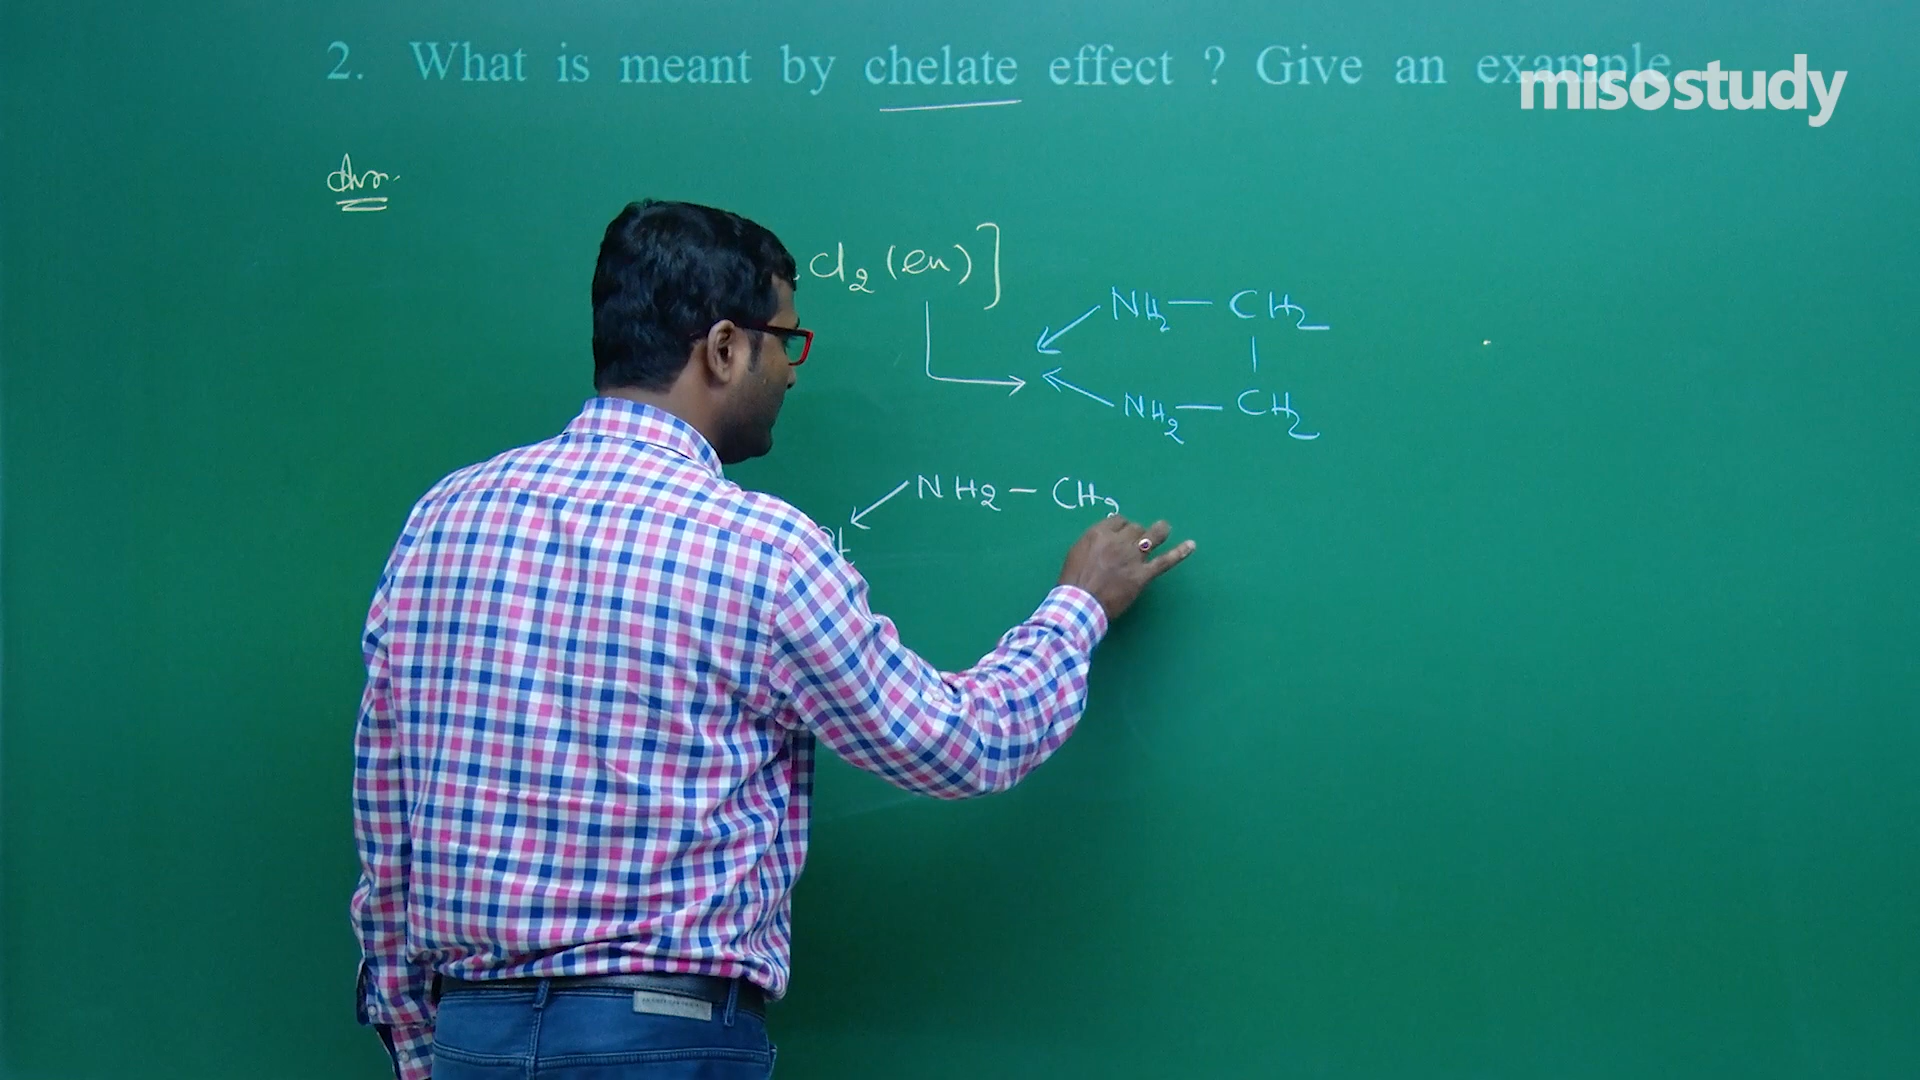 2. What is meant by chelate effect ? Give an example
misostudy
Ans.
. Cl2 (en)]
NH2 — CH2
|
NH2 — CH2
NH2 — CH2
Pt